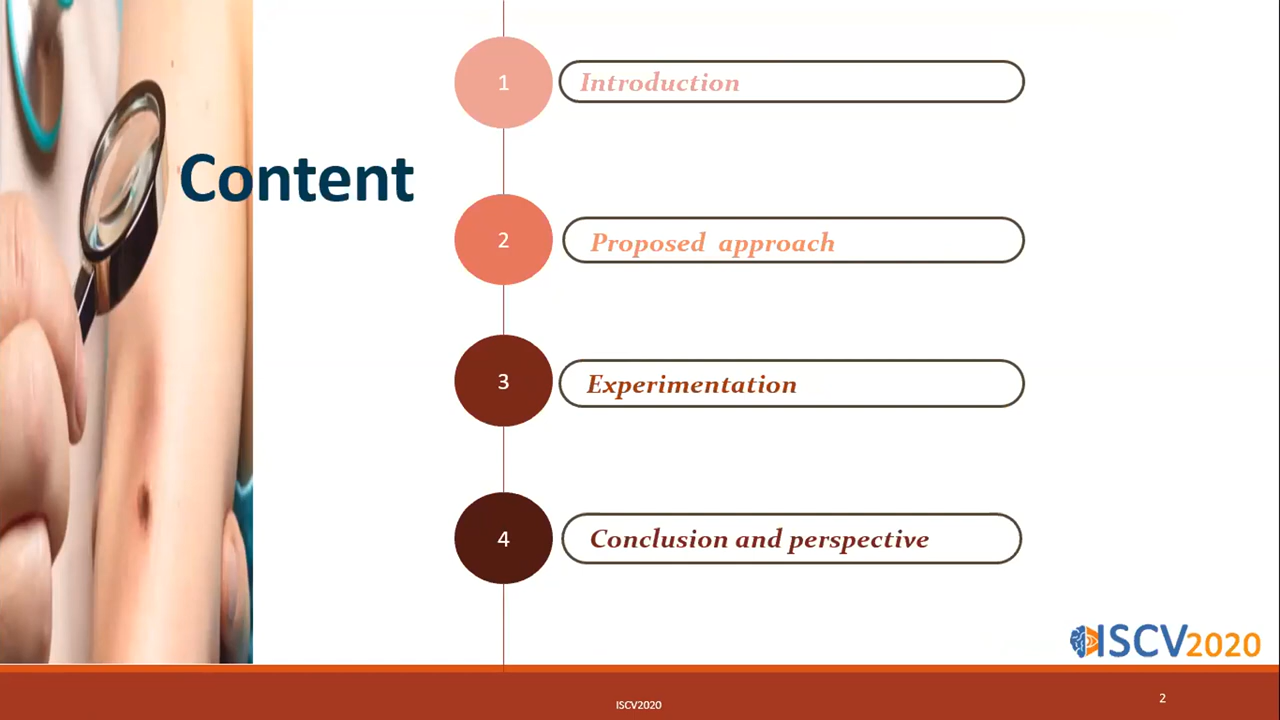 Content
1
Introduction
2
Proposed approach
3
Experimentation
4
Conclusion and perspective
ISCV2020
ISCV2020
2